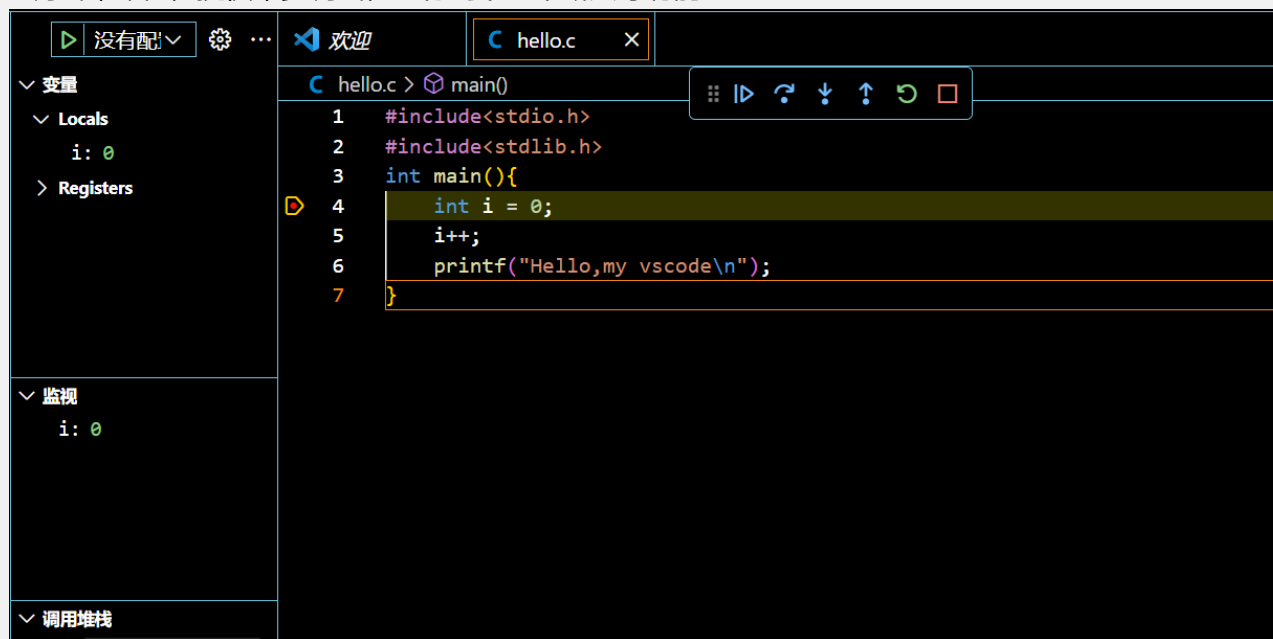 没有配
欢迎
hello.c
变量
Locals
i: 0
Registers
监视
i: 0
调用堆栈
hello.c > main()
1 #include<stdio.h>
2 #include<stdlib.h>
3 int main(){
4 int i = 0;
5 i++;
6 printf("Hello,my vscode\n");
7 }